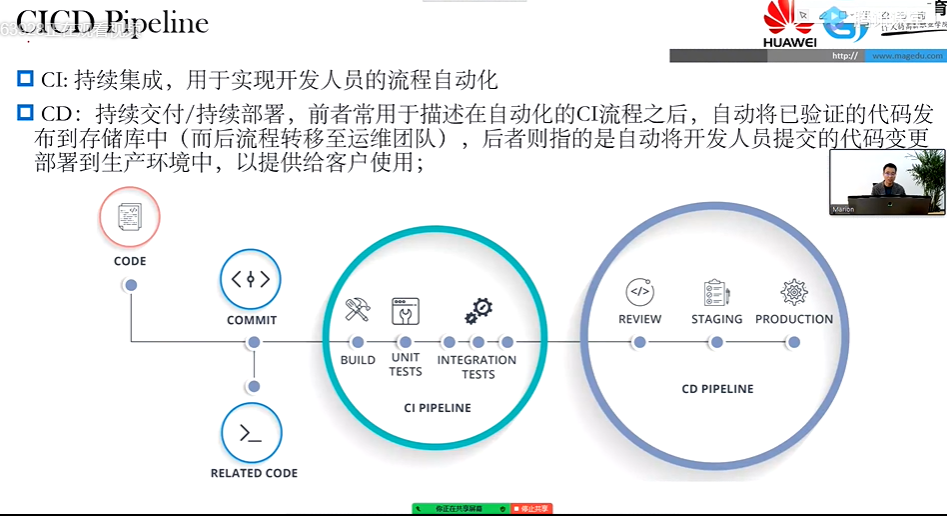 CICD Pipeline
HUAWEI
http://
www.magedu.com
CI: 持续集成，用于实现开发人员的流程自动化
CD：持续交付/持续部署，前者常用于描述在自动化的CI流程之后，自动将已验证的代码发
布到存储库中（而后流程转移至运维团队），后者则指的是自动将开发人员提交的代码变更
部署到生产环境中，以提供给客户使用；
Marion
CODE
COMMIT
RELATED CODE
BUILD
UNIT
TESTS
INTEGRATION
TESTS
CI PIPELINE
REVIEW
STAGING
PRODUCTION
CD PIPELINE
你正在共享屏幕
停止共享